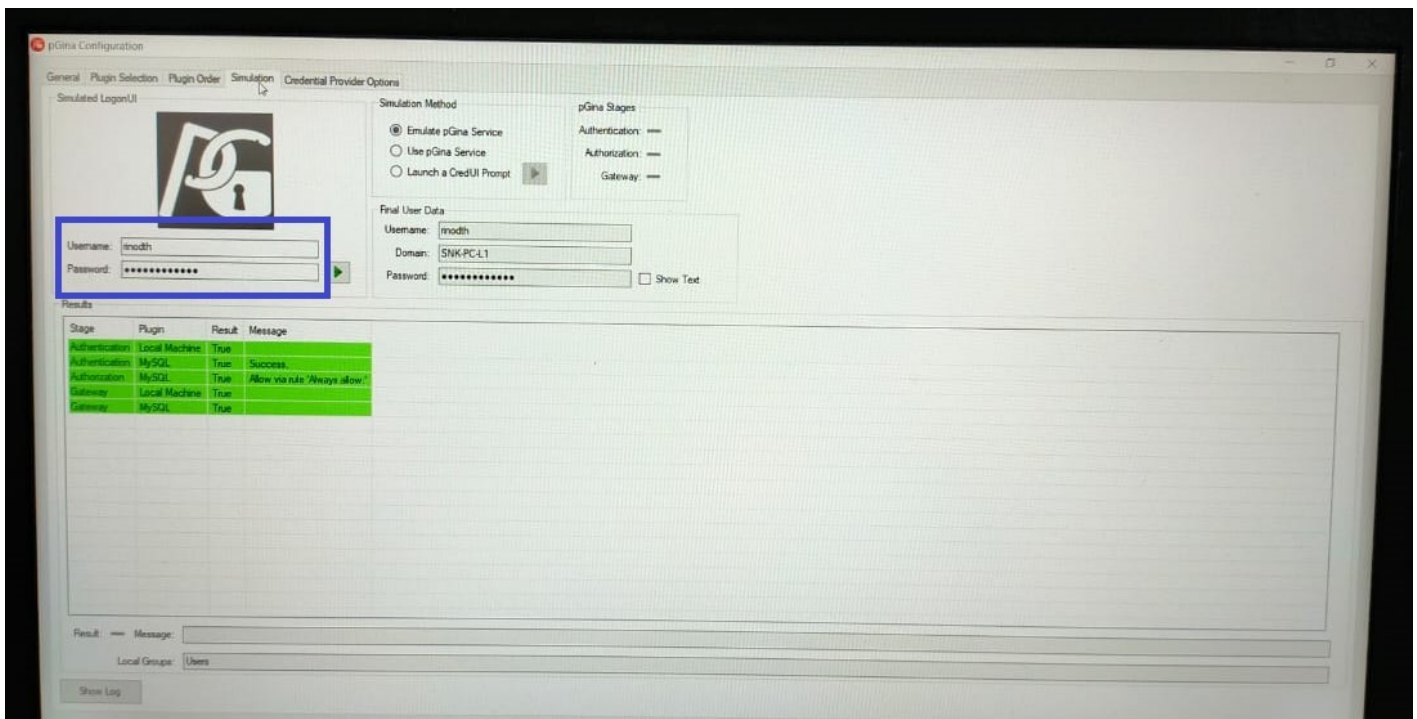 pGina Configuration
General Plugin Selection Plugin Order Simulation Credential Provider Options
Simulated LogonUI
Username:
Password: ••••••••••••
Simulation Method
Emulate pGina Service
Use pGina Service
Launch a CredUI Prompt
pGina Stages
Authentication: —
Authorization: —
Gateway: —
Final User Data
Username:
Domain: SNK-PC-L1
Password: ••••••••••••
Show Text
Results
Stage Plugin Result Message
Authentication Local Machine True
Authentication MySQL True Success.
Authorization MySQL True Allow via rule 'Always allow.'
Gateway Local Machine True
Gateway MySQL True
Result: — Message:
Local Groups: Users
Show Log